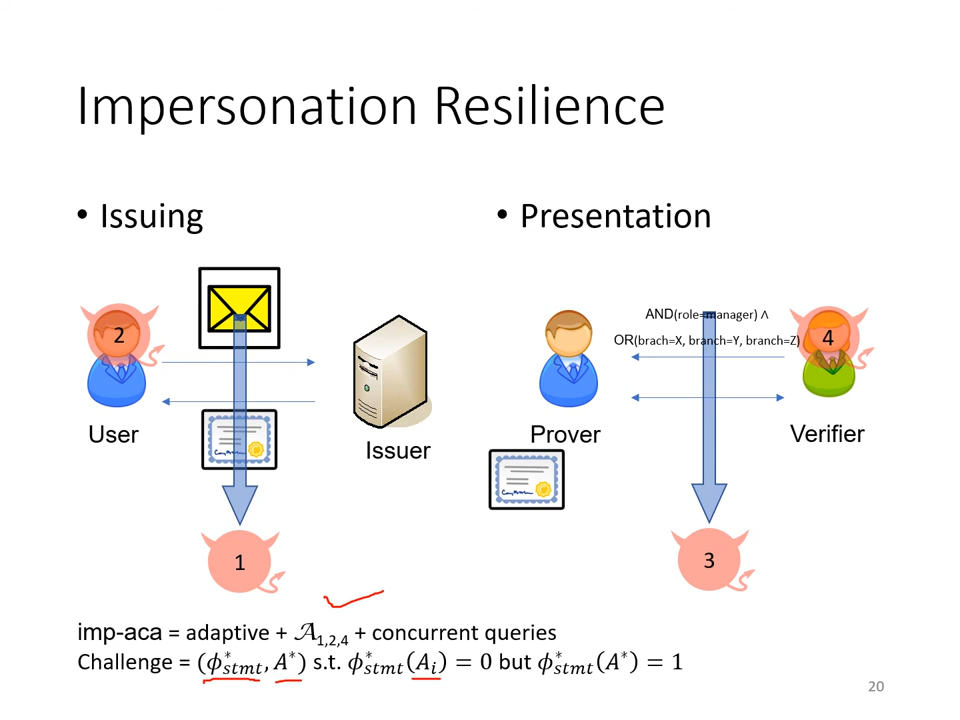 Impersonation Resilience
• Issuing
• Presentation
2
User
Issuer
1
AND(role=manager) ∧
OR(brach=X, branch=Y, branch=Z)
4
Prover
Verifier
3
imp-aca = adaptive + 𝒜1,2,4 + concurrent queries
Challenge = (ϕ*stmt, A*) s.t. ϕ*stmt(Ai) = 0 but ϕ*stmt(A*) = 1
20